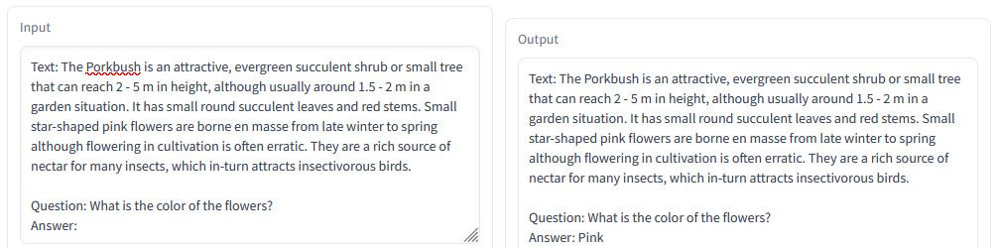 Input
Text: The Porkbush is an attractive, evergreen succulent shrub or small tree
that can reach 2 - 5 m in height, although usually around 1.5 - 2 m in a
garden situation. It has small round succulent leaves and red stems. Small
star-shaped pink flowers are borne en masse from late winter to spring
although flowering in cultivation is often erratic. They are a rich source of
nectar for many insects, which in-turn attracts insectivorous birds.
Question: What is the color of the flowers?
Answer:
Output
Text: The Porkbush is an attractive, evergreen succulent shrub or small tree
that can reach 2 - 5 m in height, although usually around 1.5 - 2 m in a
garden situation. It has small round succulent leaves and red stems. Small
star-shaped pink flowers are borne en masse from late winter to spring
although flowering in cultivation is often erratic. They are a rich source of
nectar for many insects, which in-turn attracts insectivorous birds.
Question: What is the color of the flowers?
Answer: Pink